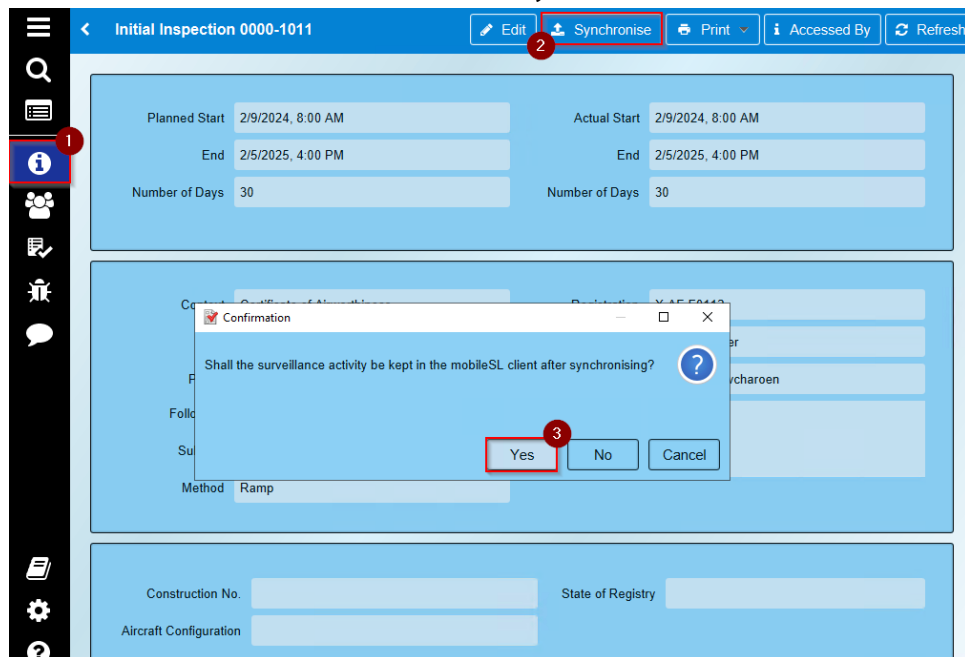 Initial Inspection 0000-1011
Edit
Synchronise
Print
Accessed By
Refresh
2
1
Planned Start 2/9/2024, 8:00 AM
Actual Start 2/9/2024, 8:00 AM
End 2/5/2025, 4:00 PM
End 2/5/2025, 4:00 PM
Number of Days 30
Number of Days 30
Confirmation
er
Shall the surveillance activity be kept in the mobileSL client after synchronising?
vcharoen
Follo
Su
3
Yes
No
Cancel
Method Ramp
Construction No.
State of Registry
Aircraft Configuration